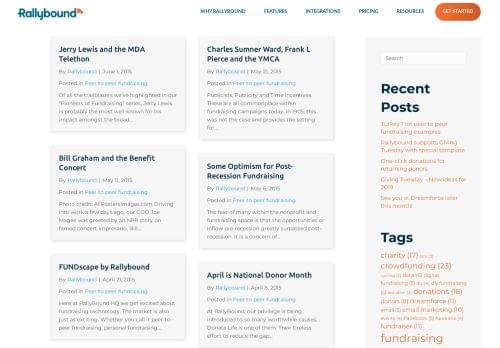 Rallybound
WHY RALLYBOUND FEATURES INTEGRATIONS PRICING RESOURCES GET STARTED
Jerry Lewis and the MDA
Telethon
By Rallybound | June 1, 2015
Posted in Peer to peer fundraising
Of all the trailblazers we've highlighted in our
"Pioneers of Fundraising" series, Jerry Lewis
is probably the most well-known for his
impact amongst the broad...
Bill Graham and the Benefit
Concert
By Rallybound | May 11, 2015
Posted in Peer to peer fundraising
Photo credit: AllPosterImages.com Driving
into work a few days ago, our COO Joe
Magee was greeted by an NPR story on
famed concert impresario, Bill...
FUNDscape by Rallybound
By Rallybound | April 21, 2015
Posted in Peer to peer fundraising
Here at RallyBound HQ we get excited about
fundraising technology. The market is also
just as exciting. Whether you call it peer-to-
peer fundraising, personal fundraising,...
Charles Sumner Ward, Frank L
Pierce and the YMCA
By Rallybound | May 21, 2015
Posted in Peer to peer fundraising
Publicists, Publicity and Time Incentives.
These are all commonplace within
fundraising campaigns today. In 1905, this
was not the case and provides the setting
for...
Some Optimism for Post-
Recession Fundraising
By Rallybound | May 6, 2015
Posted in Peer to peer fundraising
The fear of many within the nonprofit and
fundraising space is that the opportunities or
inflow pre-recession greatly surpassed post-
recession. It is a concern of...
April is National Donor Month
By Rallybound | April 8, 2015
Posted in Peer to peer fundraising
At Rallybound, our privilege is being
introduced to so many worthwhile causes.
Donate Life is one of them. Their tireless
effort to reduce the gap...
Search
Recent
Posts
Turkey Trot peer to peer
fundraising examples
Rallybound supports Giving
Tuesday with special template
One-click donations for
returning donors
Giving Tuesday – New ideas for
2019
See you at Dreamforce later
this month!
Tags
charity (17)
crowdfunding (23)
cycling (5) data (5) digital
fundraising (5) diy (4) diy fundraising
(5) donations (18)
donors (8) dreamforce (11)
email (5) email marketing (10)
events (4) Facebook (5)
fundraiser (11)
fundraising